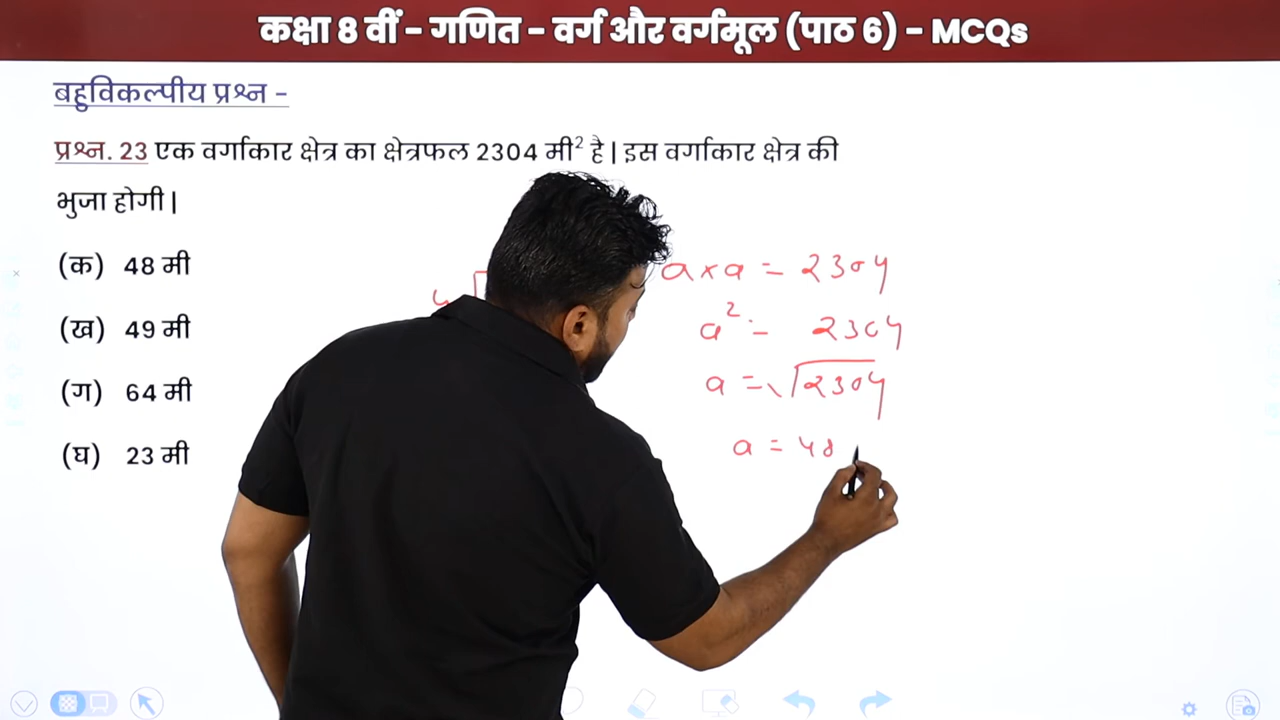 कक्षा 8 वीं - गणित - वर्ग और वर्गमूल (पाठ 6) - MCQs
बहुविकल्पीय प्रश्न -
प्रश्न. 23 एक वर्गाकार क्षेत्र का क्षेत्रफल 2304 मी² है | इस वर्गाकार क्षेत्र की
भुजा होगी |
(क) 48 मी
(ख) 49 मी
(ग) 64 मी
(घ) 23 मी
a × a = 2304
a² = 2304
a = √2304
a = 48